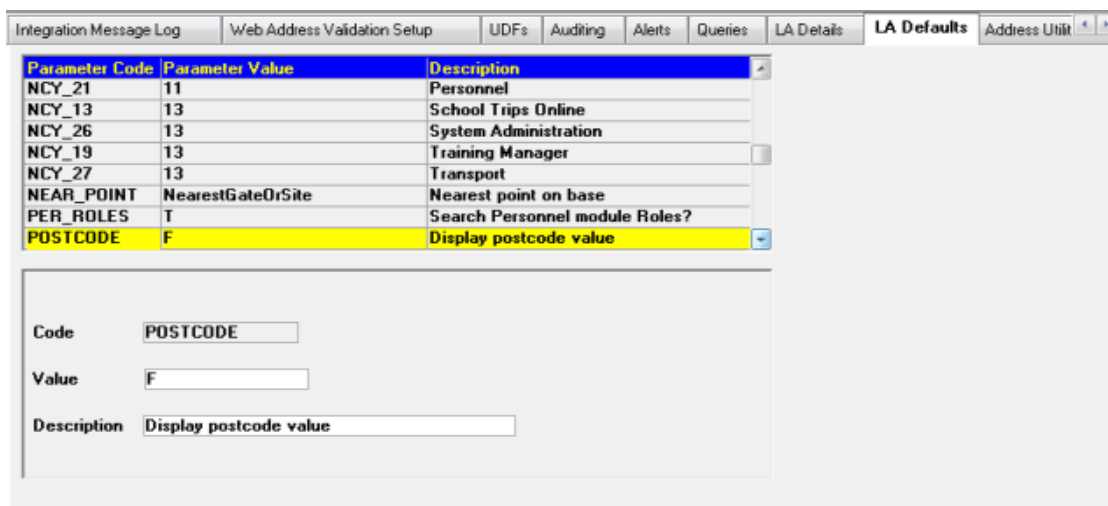 Integration Message Log Web Address Validation Setup UDFs Auditing Alerts Queries LA Details LA Defaults Address Utilit
Parameter Code Parameter Value Description
NCY_21 11 Personnel
NCY_13 13 School Trips Online
NCY_26 13 System Administration
NCY_19 13 Training Manager
NCY_27 13 Transport
NEAR_POINT NearestGateOrSite Nearest point on base
PER_ROLES T Search Personnel module Roles?
POSTCODE F Display postcode value
Code POSTCODE
Value F
Description Display postcode value